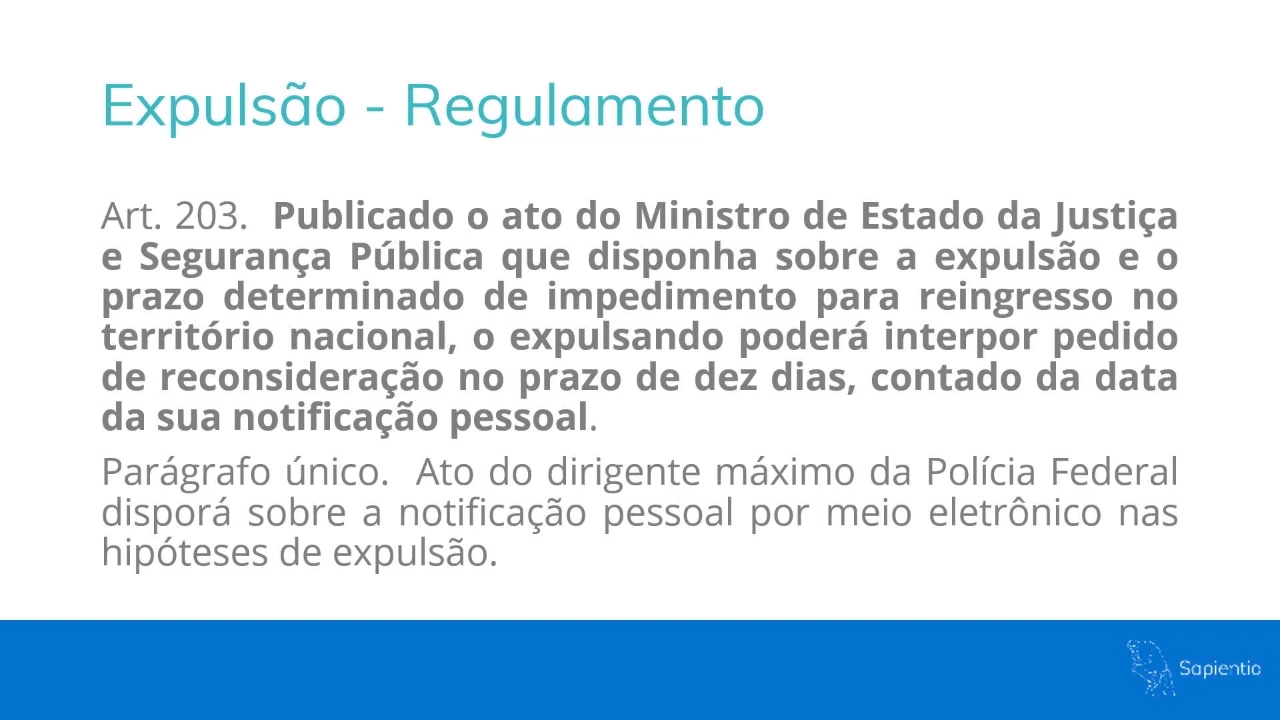 Expulsão - Regulamento
Art. 203. Publicado o ato do Ministro de Estado da Justiça
e Segurança Pública que disponha sobre a expulsão e o
prazo determinado de impedimento para reingresso no
território nacional, o expulsando poderá interpor pedido
de reconsideração no prazo de dez dias, contado da data
da sua notificação pessoal.
Parágrafo único. Ato do dirigente máximo da Polícia Federal
disporá sobre a notificação pessoal por meio eletrônico nas
hipóteses de expulsão.
Sapientia